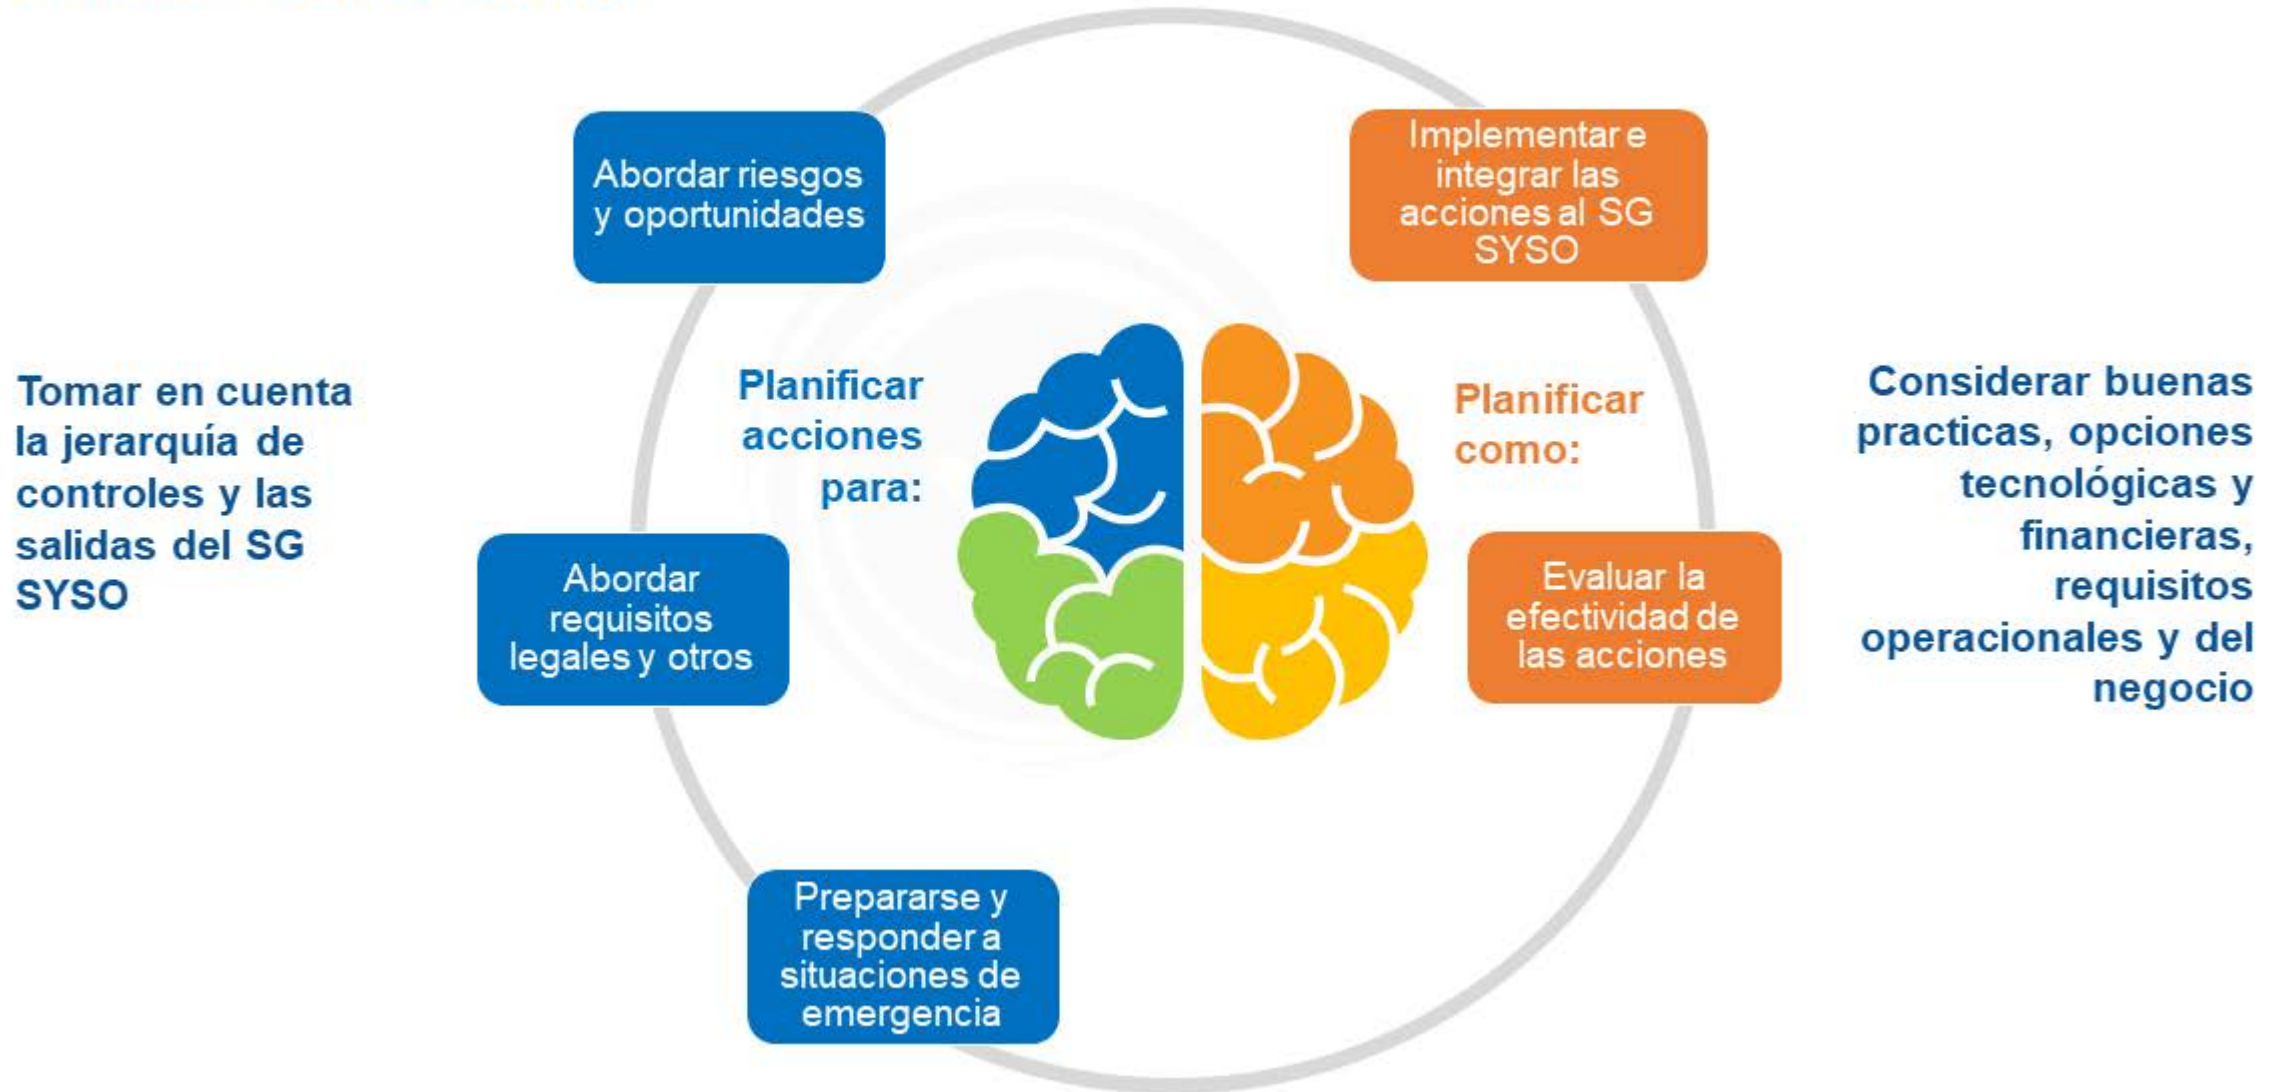 Abordar riesgos
y oportunidades
Implementar e
integrar las
acciones al SG
SYSO
Tomar en cuenta
la jerarquía de
controles y las
salidas del SG
SYSO
Planificar
acciones
para:
Planificar
como:
Considerar buenas
practicas, opciones
tecnológicas y
financieras,
requisitos
operacionales y del
negocio
Abordar
requisitos
legales y otros
Evaluar la
efectividad de
las acciones
Prepararse y
responder a
situaciones de
emergencia